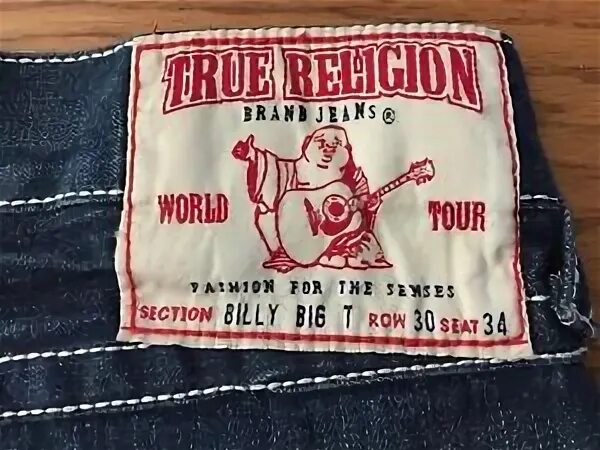 TRUE RELIGION
BRAND JEANS ®
WORLD TOUR
FASHION FOR THE SENSES
SECTION BILLY BIG T ROW 30 SEAT 34